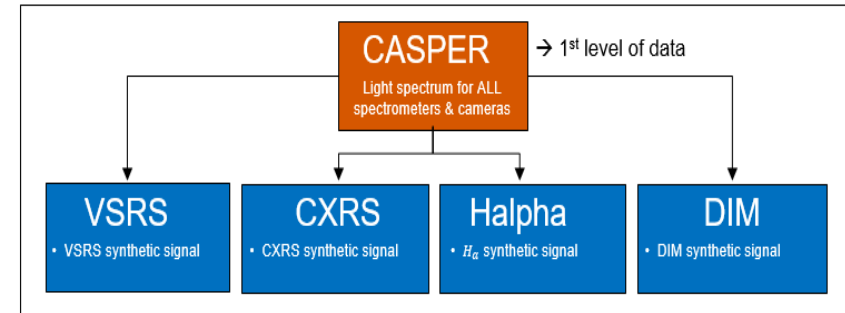 CASPER
→ 1st level of data
Light spectrum for ALL
spectrometers & cameras
VSRS
• VSRS synthetic signal
CXRS
• CXRS synthetic signal
Halpha
• Hα synthetic signal
DIM
• DIM synthetic signal